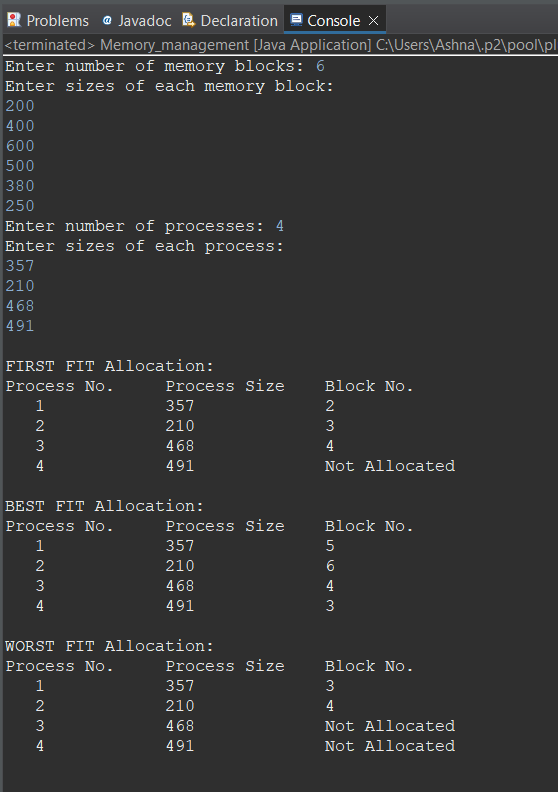 Problems @ Javadoc Declaration Console
<terminated> Memory_management [Java Application] C:\Users\Ashna\.p2\pool\pl
Enter number of memory blocks: 6
Enter sizes of each memory block:
200
400
600
500
380
250
Enter number of processes: 4
Enter sizes of each process:
357
210
468
491
FIRST FIT Allocation:
Process No. Process Size Block No.
1 357 2
2 210 3
3 468 4
4 491 Not Allocated
BEST FIT Allocation:
Process No. Process Size Block No.
1 357 5
2 210 6
3 468 4
4 491 3
WORST FIT Allocation:
Process No. Process Size Block No.
1 357 3
2 210 4
3 468 Not Allocated
4 491 Not Allocated